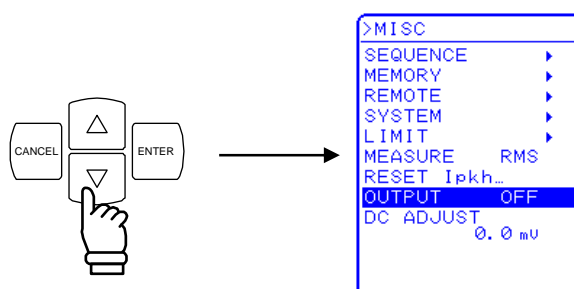 CANCEL
ENTER
>MISC
SEQUENCE
MEMORY
REMOTE
SYSTEM
LIMIT
MEASURE RMS
RESET Ipkh…
OUTPUT OFF
DC ADJUST
0.0 mV